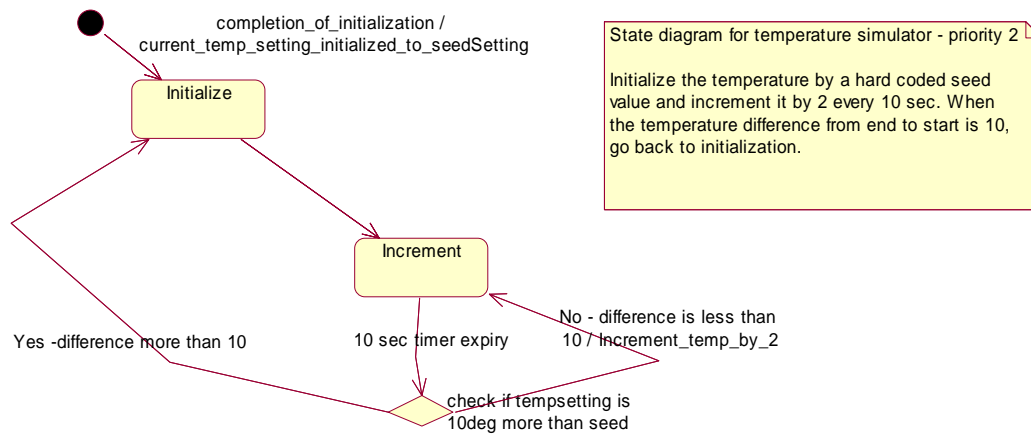 completion_of_initialization /
current_temp_setting_initialized_to_seedSetting
State diagram for temperature simulator - priority 2
Initialize the temperature by a hard coded seed
value and increment it by 2 every 10 sec. When
the temperature difference from end to start is 10,
go back to initialization.
Initialize
Increment
Yes -difference more than 10
10 sec timer expiry
No - difference is less than
10 / Increment_temp_by_2
check if tempsetting is
10deg more than seed